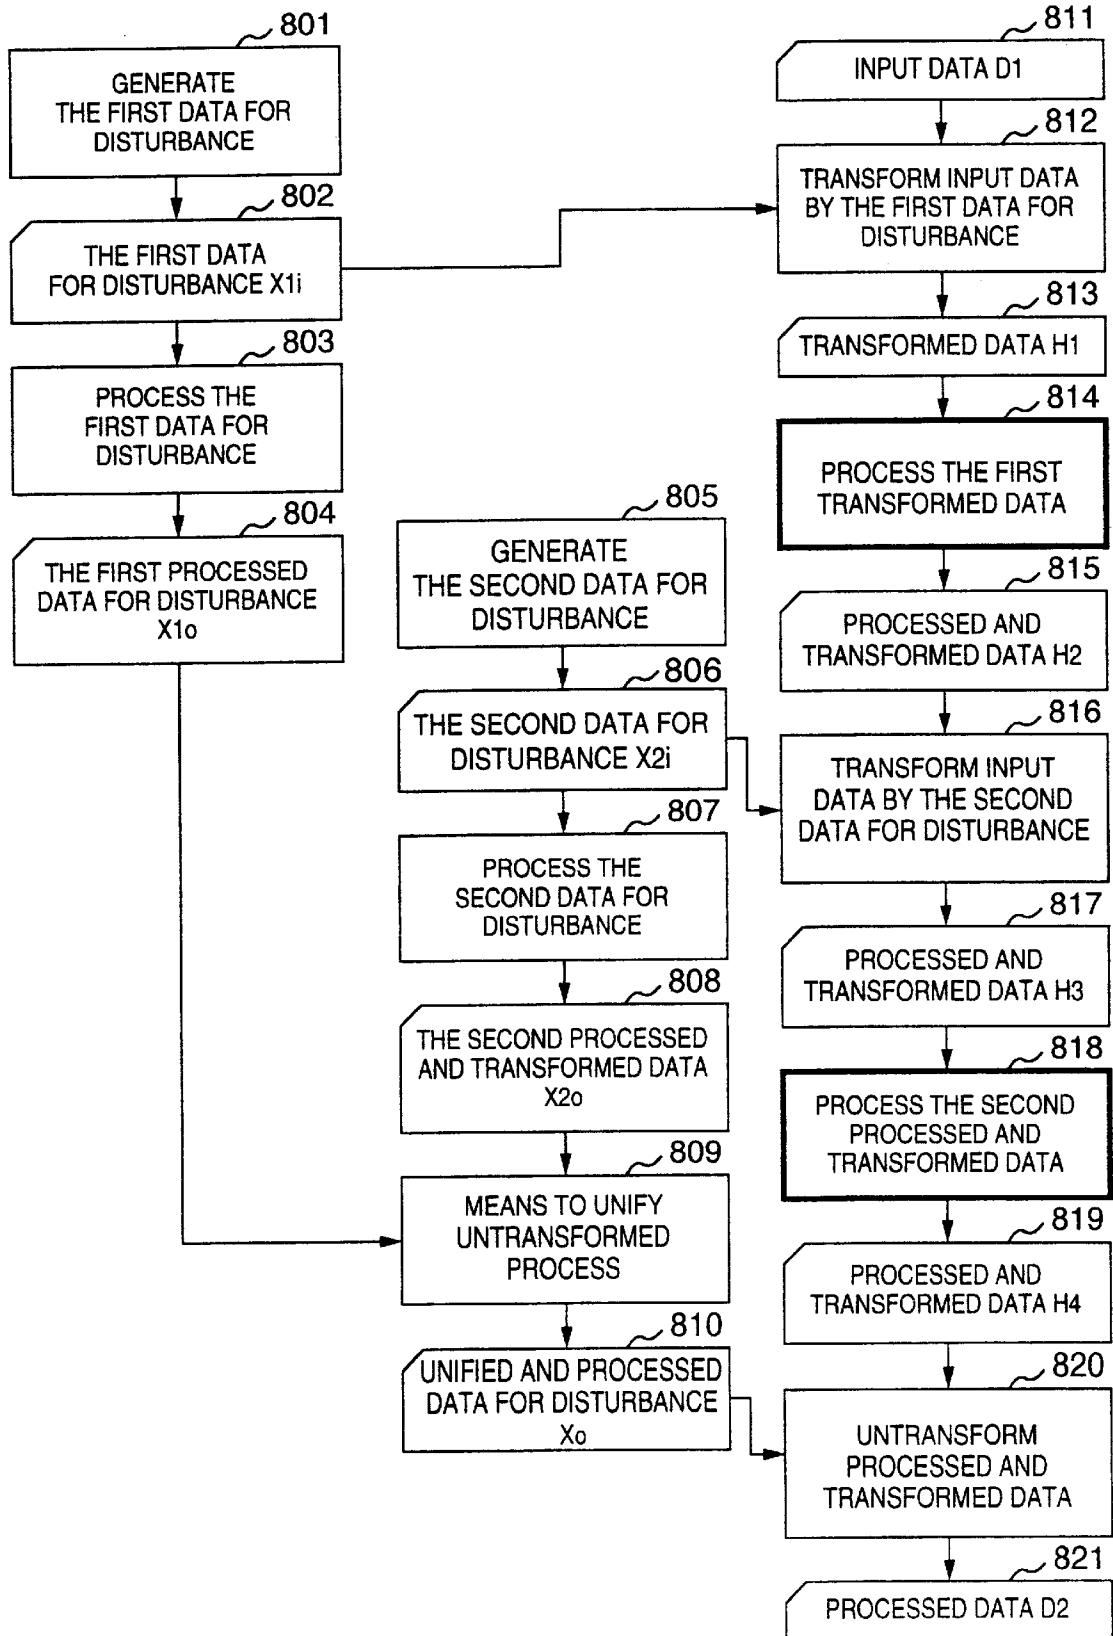 801
GENERATE
THE FIRST DATA FOR
DISTURBANCE
802
THE FIRST DATA
FOR DISTURBANCE X1i
803
PROCESS THE
FIRST DATA FOR
DISTURBANCE
804
THE FIRST PROCESSED
DATA FOR DISTURBANCE
X1o
805
GENERATE
THE SECOND DATA FOR
DISTURBANCE
806
THE SECOND DATA FOR
DISTURBANCE X2i
807
PROCESS THE
SECOND DATA FOR
DISTURBANCE
808
THE SECOND PROCESSED
AND TRANSFORMED DATA
X2o
809
MEANS TO UNIFY
UNTRANSFORMED
PROCESS
810
UNIFIED AND PROCESSED
DATA FOR DISTURBANCE
Xo
811
INPUT DATA D1
812
TRANSFORM INPUT DATA
BY THE FIRST DATA FOR
DISTURBANCE
813
TRANSFORMED DATA H1
814
PROCESS THE FIRST
TRANSFORMED DATA
815
PROCESSED AND
TRANSFORMED DATA H2
816
TRANSFORM INPUT
DATA BY THE SECOND
DATA FOR DISTURBANCE
817
PROCESSED AND
TRANSFORMED DATA H3
818
PROCESS THE SECOND
PROCESSED AND
TRANSFORMED DATA
819
PROCESSED AND
TRANSFORMED DATA H4
820
UNTRANSFORM
PROCESSED AND
TRANSFORMED DATA
821
PROCESSED DATA D2